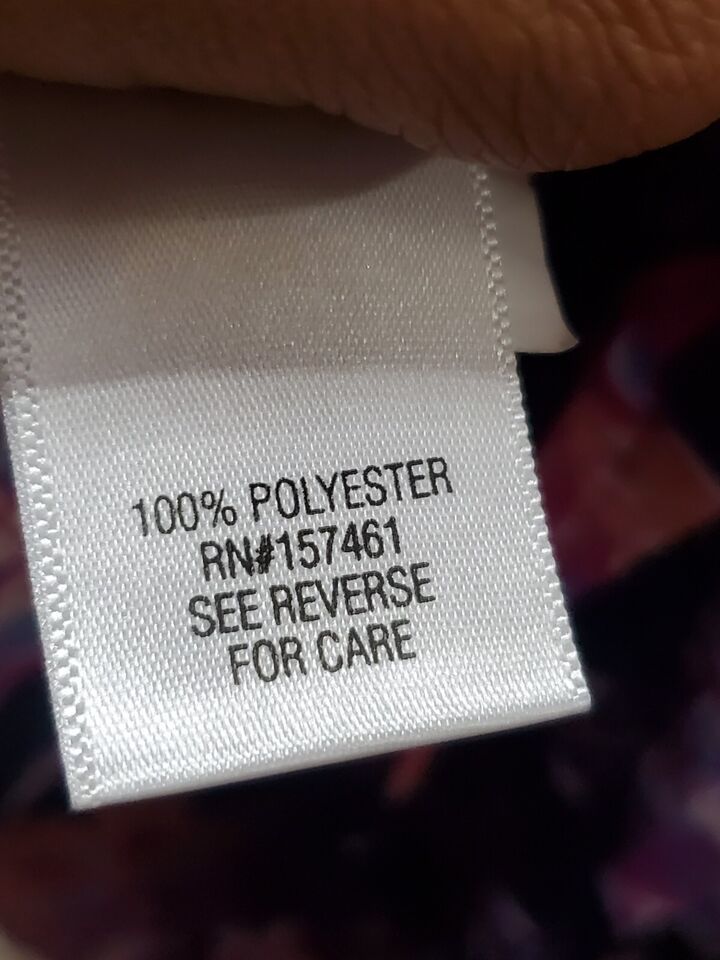 100% POLYESTER
RN#157461
SEE REVERSE
FOR CARE